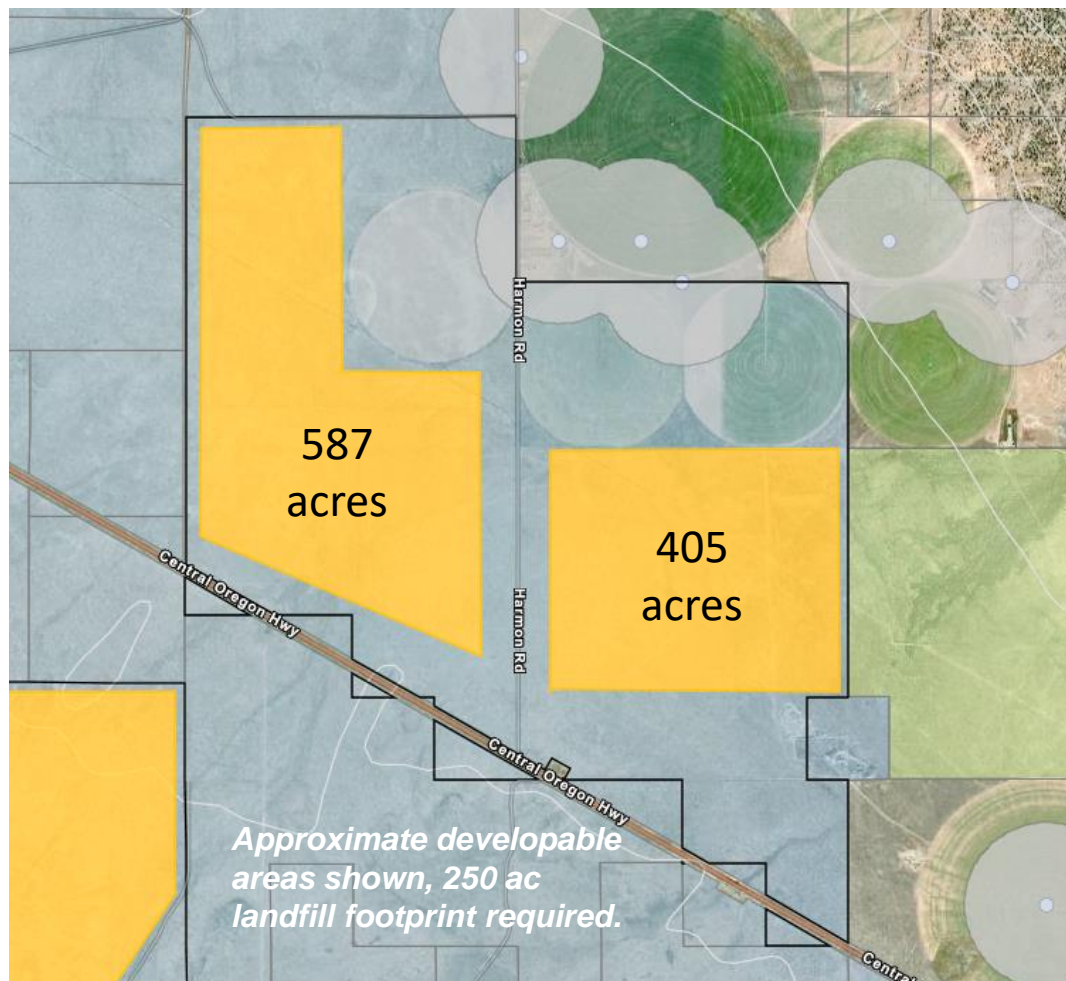 Harmon Rd
587
acres
405
acres
Central Oregon Hwy
Harmon Rd
Central Oregon Hwy
Approximate developable
areas shown, 250 ac
landfill footprint required.
Central